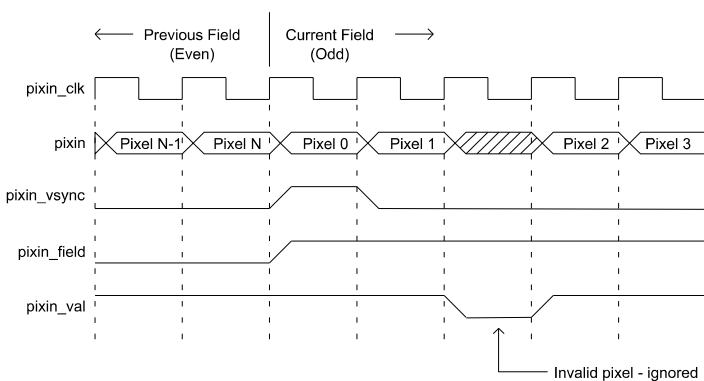 Previous Field
(Even)
Current Field
(Odd)
pixin_clk
pixin
Pixel N-1
Pixel N
Pixel 0
Pixel 1
Pixel 2
Pixel 3
pixin_vsync
pixin_field
pixin_val
Invalid pixel - ignored